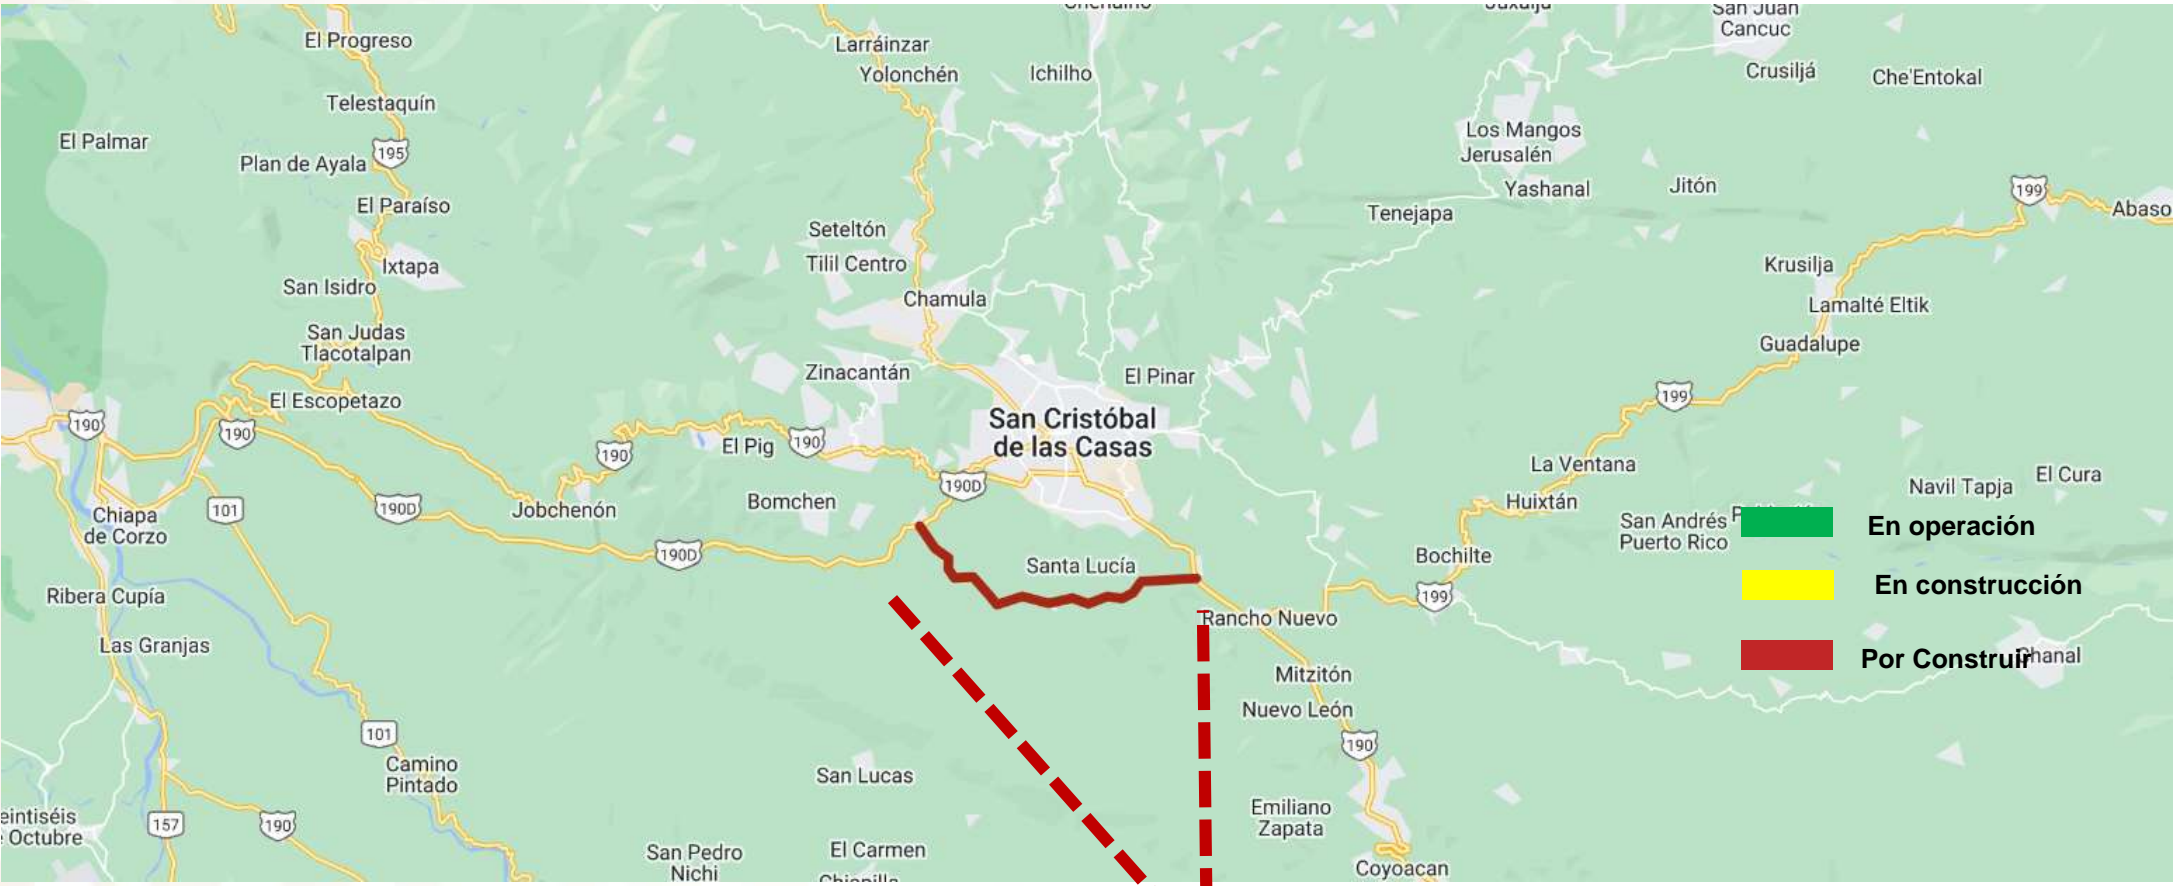 San Juan
Cancuc
El Progreso
Larráinzar
Yolonchén
Ichilho
Crusiljá
Che'Entokal
Telestaquín
El Palmar
Los Mangos
Jerusalén
195
Plan de Ayala
Yashanal
Jitón
199
El Paraíso
Tenejapa
Abaso
Seteltón
Tilil Centro
Ixtapa
Krusilja
San Isidro
Chamula
Lamalté Eltik
San Judas
Tlacotalpan
Guadalupe
Zinacantán
El Pinar
El Escopetazo
199
190
190
San Cristóbal
de las Casas
El Pig
190
190
La Ventana
El Cura
190D
Navil Tapja
Bomchen
Huixtán
190D
101
Jobchenón
Chiapa
de Corzo
San Andrés
Puerto Rico
En operación
190D
Bochilte
Santa Lucía
En construcción
Ribera Cupía
199
Rancho Nuevo
Las Granjas
Por Construir
Chanal
Mitzitón
Nuevo León
101
190
Camino
Pintado
San Lucas
Emiliano
Zapata
eintiséis
Octubre
157
190
San Pedro
Nichi
El Carmen
Coyoacan